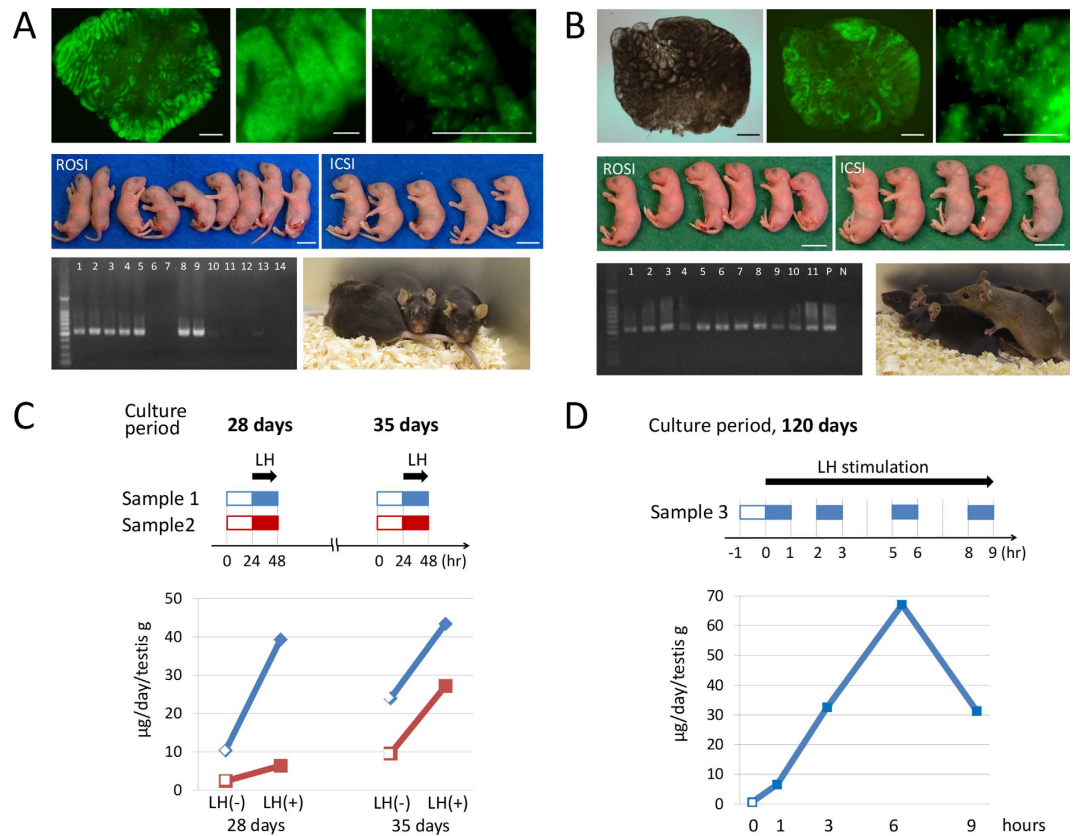 A
ROSI
ICSI
1 2 3 4 5 6 7 8 9 10 11 12 13 14
B
ROSI
ICSI
1 2 3 4 5 6 7 8 9 10 11 P N
C
Culture
period
28 days
35 days
LH
LH
Sample 1
Sample2
0 24 48
0 24 48 (hr)
µg/day/testis g
50
40
30
20
10
0
LH(-) LH(+) LH(-) LH(+)
28 days 35 days
D
Culture period, 120 days
LH stimulation
Sample 3
-1 0 1 2 3 5 6 8 9 (hr)
µg/day/testis g
70
60
50
40
30
20
10
0
0 1 3 6 9 hours